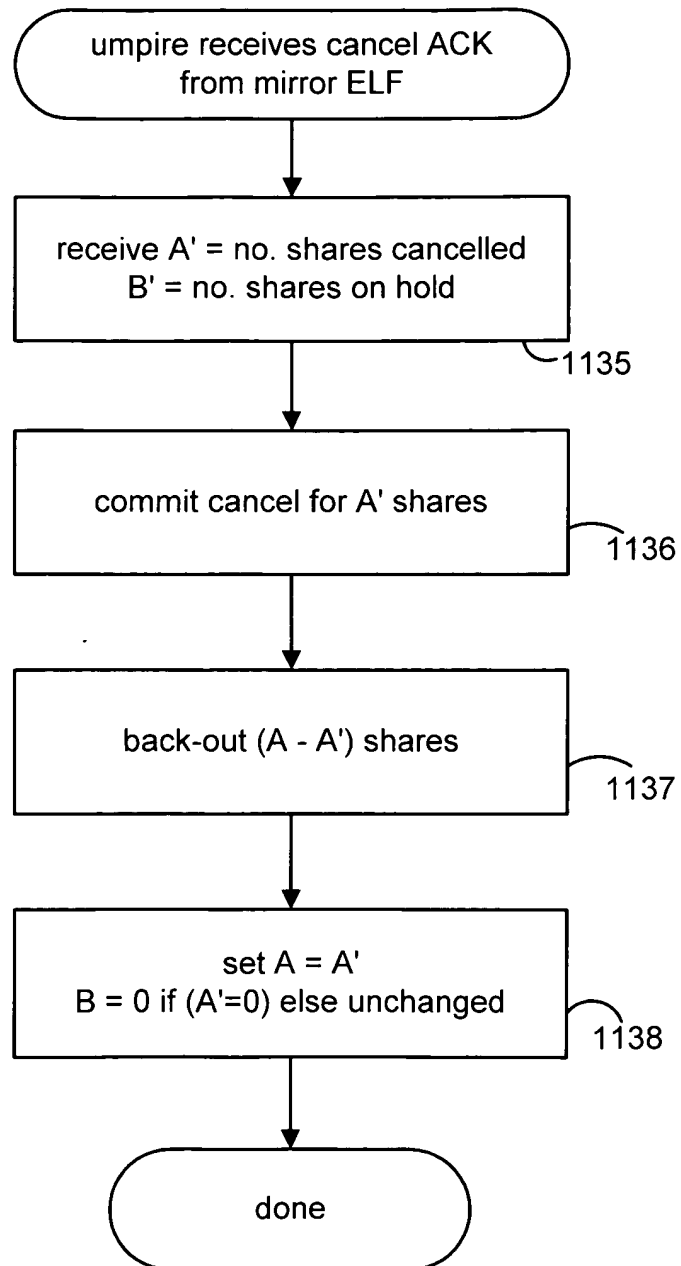 umpire receives cancel ACK
from mirror ELF
receive A' = no. shares cancelled
B' = no. shares on hold
1135
commit cancel for A' shares
1136
back-out (A - A') shares
1137
set A = A'
B = 0 if (A'=0) else unchanged
1138
done